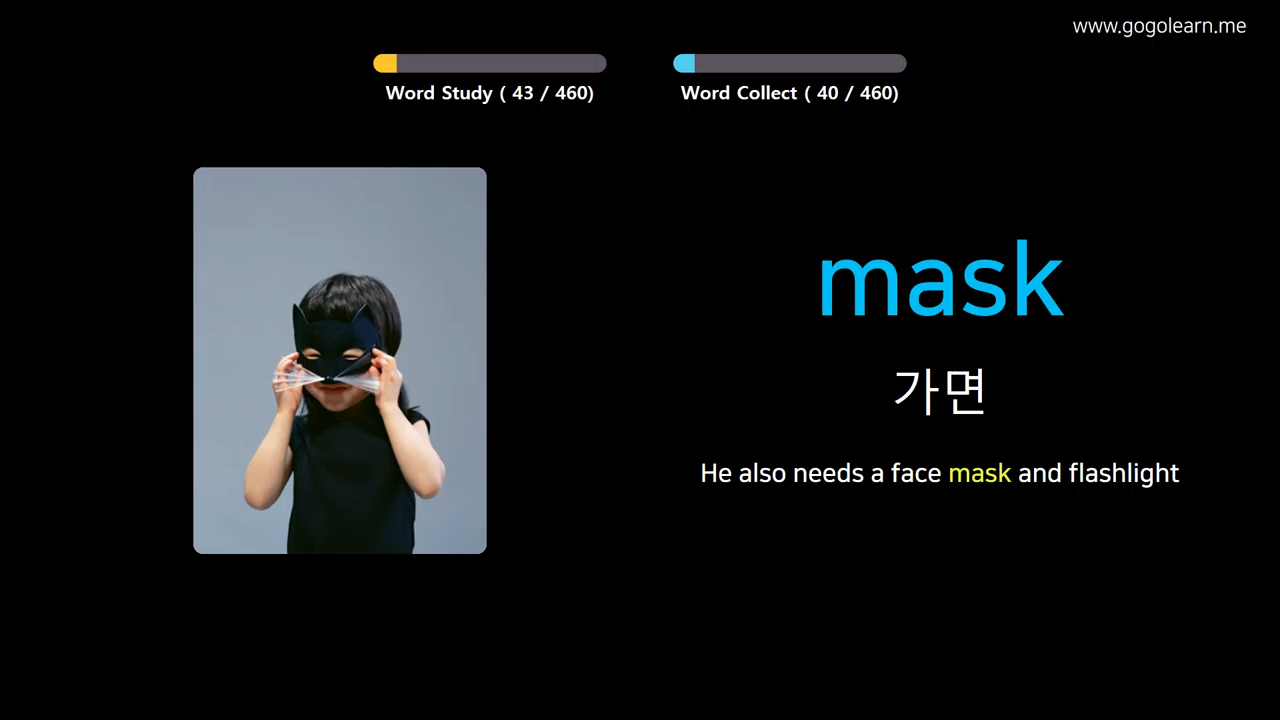 www.gogolearn.me
Word Study ( 43 / 460)
Word Collect ( 40 / 460)
mask
가면
He also needs a face mask and flashlight